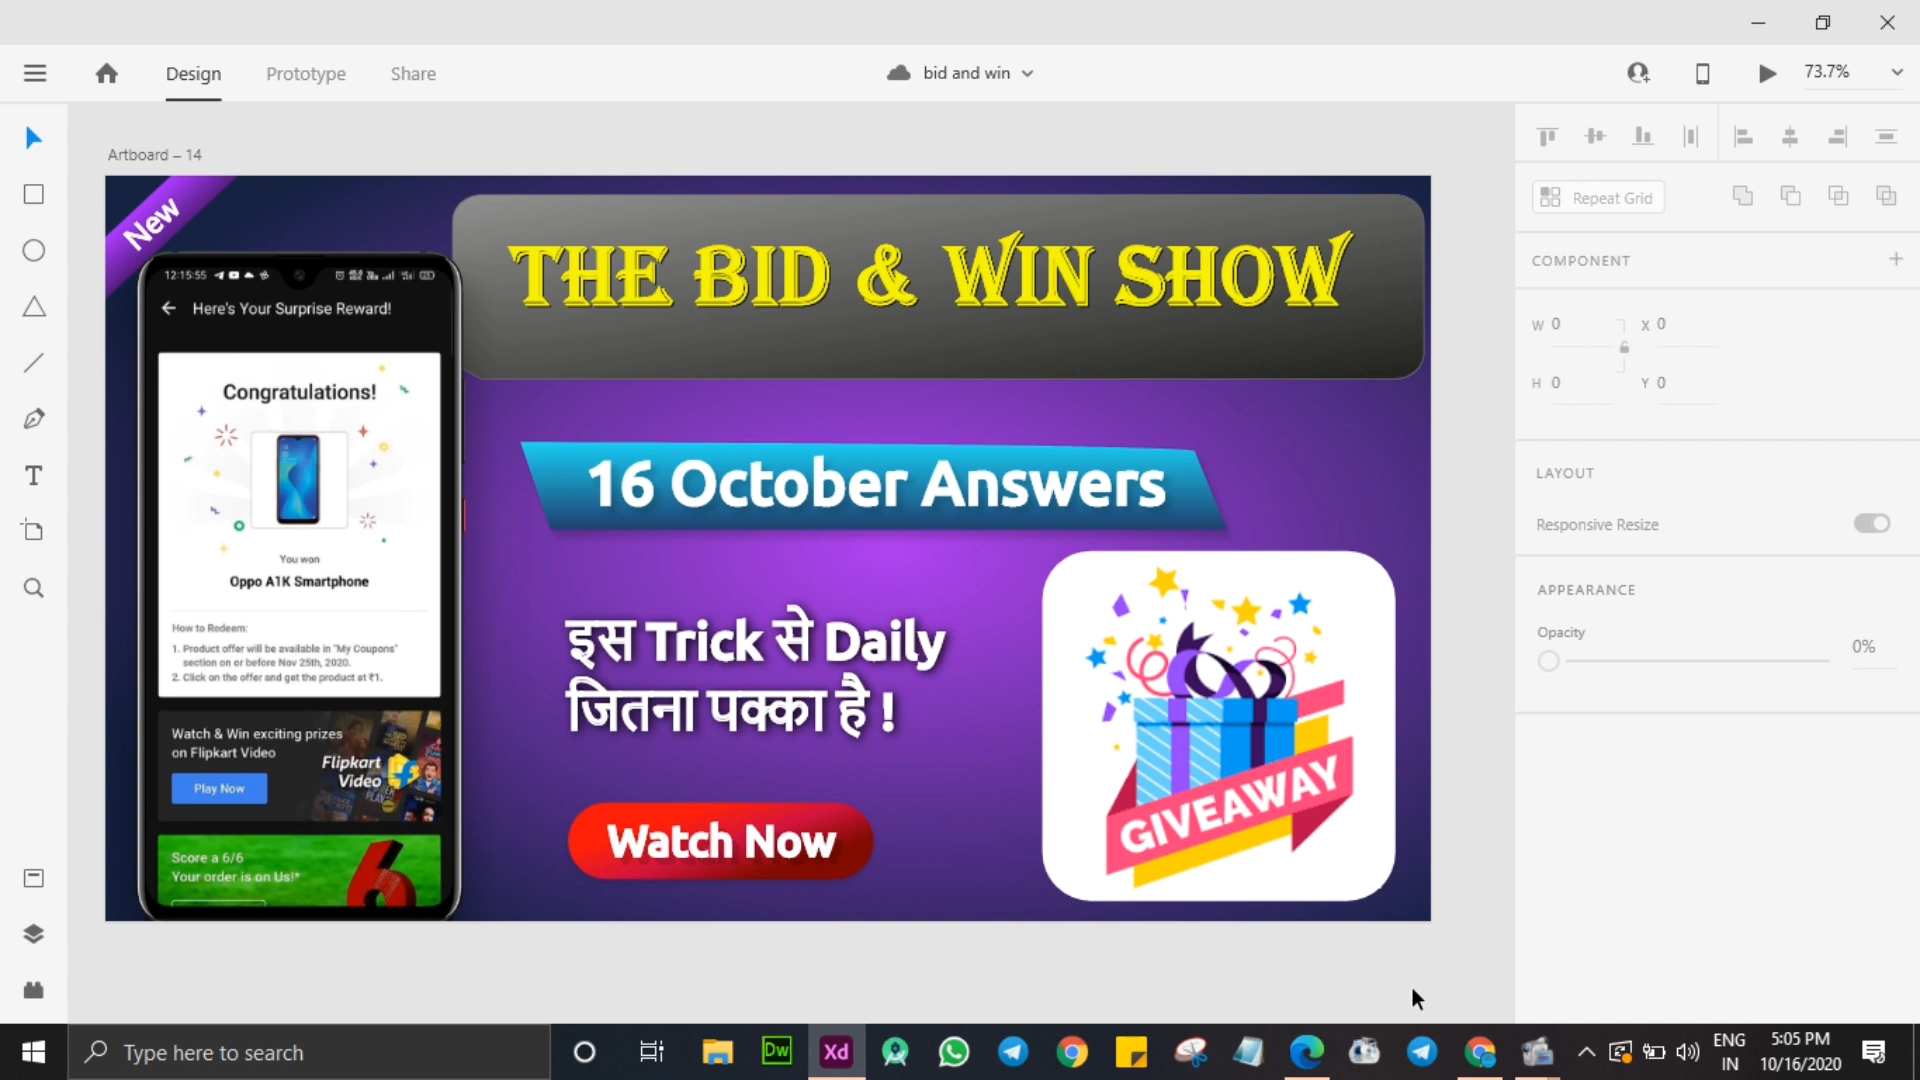 Design Prototype Share
bid and win
73.7%
Artboard – 14
New
THE BID & WIN SHOW
12:15:55
Here's Your Surprise Reward!
Congratulations!
You won
Oppo A1K Smartphone
How to Redeem:
1. Product offer will be available in "My Coupons"
section on or before Nov 25th, 2020.
2. Click on the offer and get the product at ₹1.
Watch & Win exciting prizes
on Flipkart Video
Flipkart
Video
Play Now
Score a 6/6
Your order is on Us!*
16 October Answers
इस Trick से Daily
जितना पक्का है !
Watch Now
GIVEAWAY
Repeat Grid
COMPONENT
W 0 X 0
H 0 Y 0
LAYOUT
Responsive Resize
APPEARANCE
Opacity
0%
Type here to search
Dw
Xd
ENG
IN
5:05 PM
10/16/2020